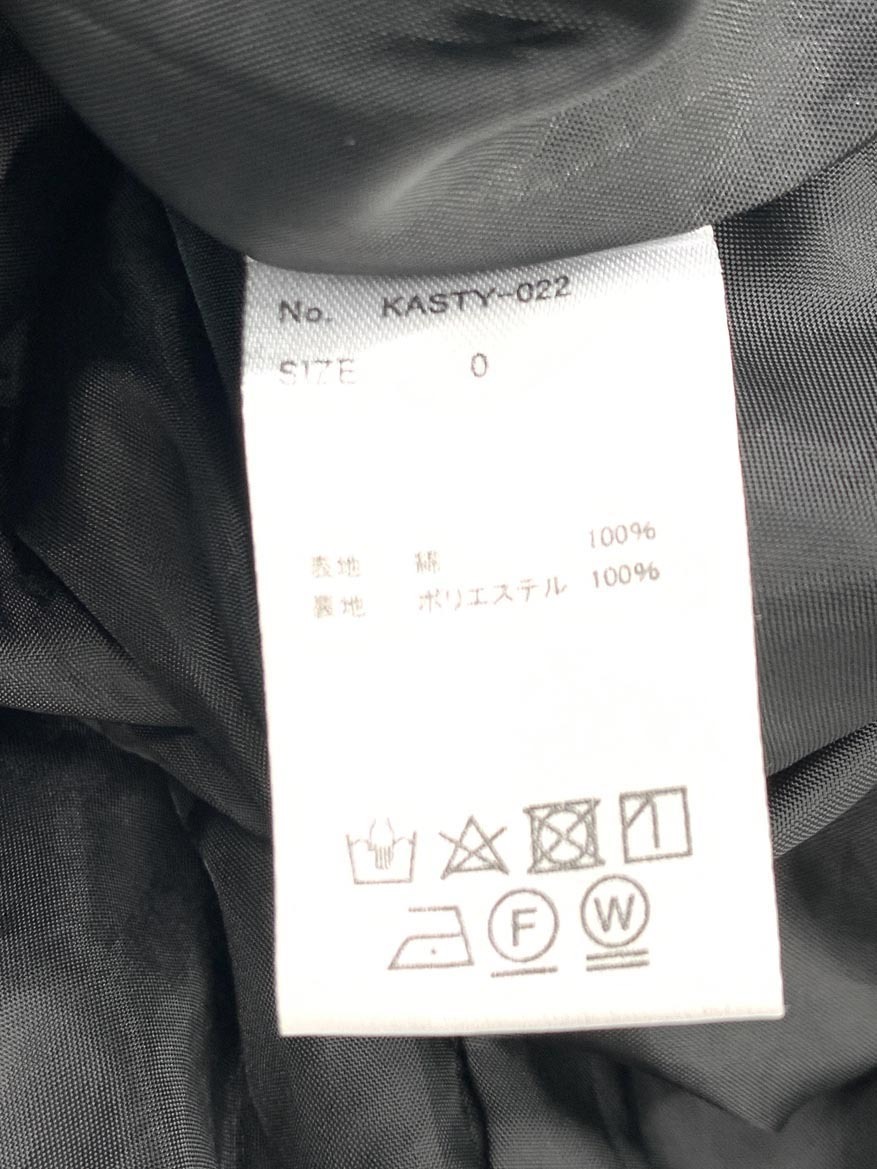 No. KASTY-022
SIZE 0
表地 綿 100%
裏地 ポリエステル 100%
F W